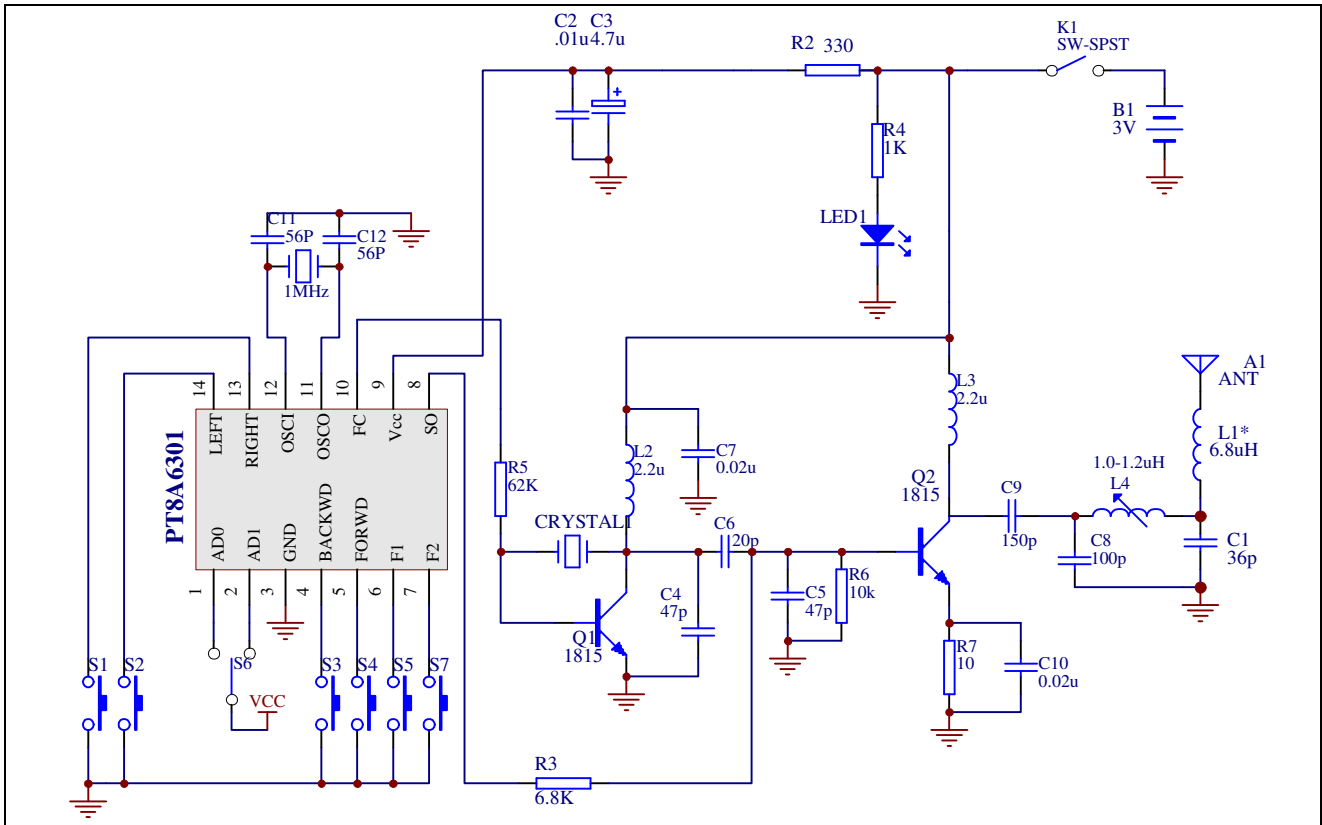 C2 C3
.01u 4.7u
R2 330
K1
SW-SPST
B1
3V
R4
1K
LED1
C11
56P
C12
56P
1MHz
14 13 12 11 10 9 8
LEFT RIGHT OSCI OSCO FC Vcc SO
PT8A6301
AD0 AD1 GND BACKWD FORWD F1 F2
1 2 3 4 5 6 7
R5
62K
L2
2.2u
C7
0.02u
L3
2.2u
A1
ANT
L1*
6.8uH
1.0-1.2uH
L4
Q2
1815
C9
150p
C8
100p
C1
36p
CRYSTAL1
C6
20p
C4
47p
C5
47p
R6
10k
Q1
1815
R7
10
C10
0.02u
S1 S2 S6 S3 S4 S5 S7
VCC
R3
6.8K